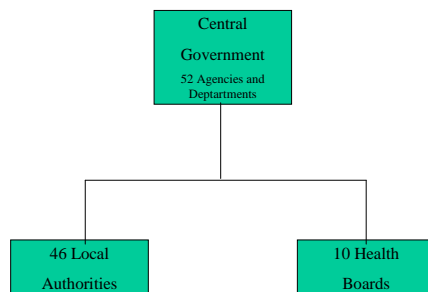 Central
Government
52 Agencies and
Deptartments
46 Local
Authorities
10 Health
Boards